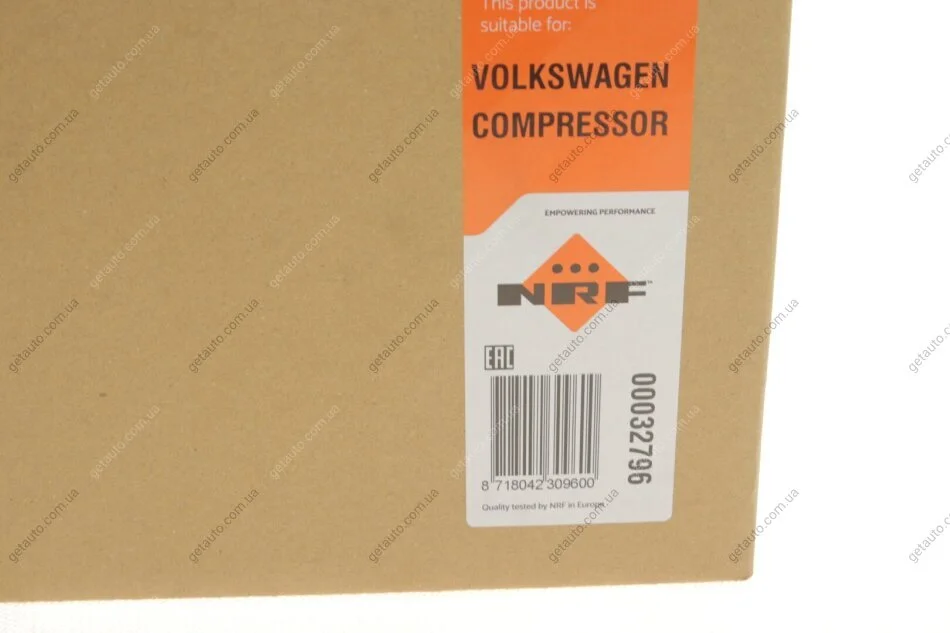 This product is
suitable for:
VOLKSWAGEN
COMPRESSOR
EMPOWERING PERFORMANCE
NRF™
EAC
00032796
8 718042 309600
Quality tested by NRF in Europe
getauto.com.ua